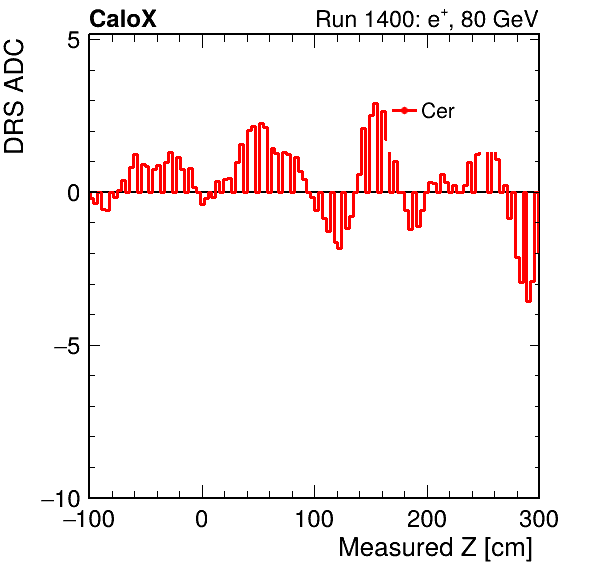 CaloX
Run 1400: e+, 80 GeV
DRS ADC
5
Cer
0
−5
−10
−100 0 100 200 300
Measured Z [cm]